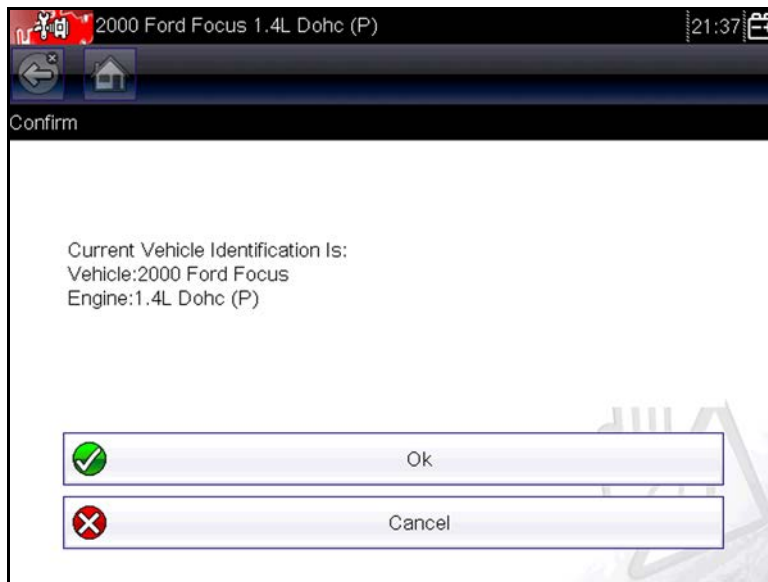 2000 Ford Focus 1.4L Dohc (P)
21:37
Confirm
Current Vehicle Identification Is:
Vehicle:2000 Ford Focus
Engine:1.4L Dohc (P)
Ok
Cancel